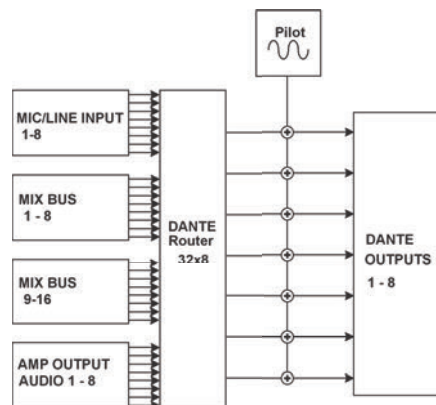 Pilot
MIC/LINE INPUT
1-8
MIX BUS
1 - 8
MIX BUS
9-16
AMP OUTPUT
AUDIO 1 - 8
DANTE
Router
32x8
DANTE
OUTPUTS
1 - 8